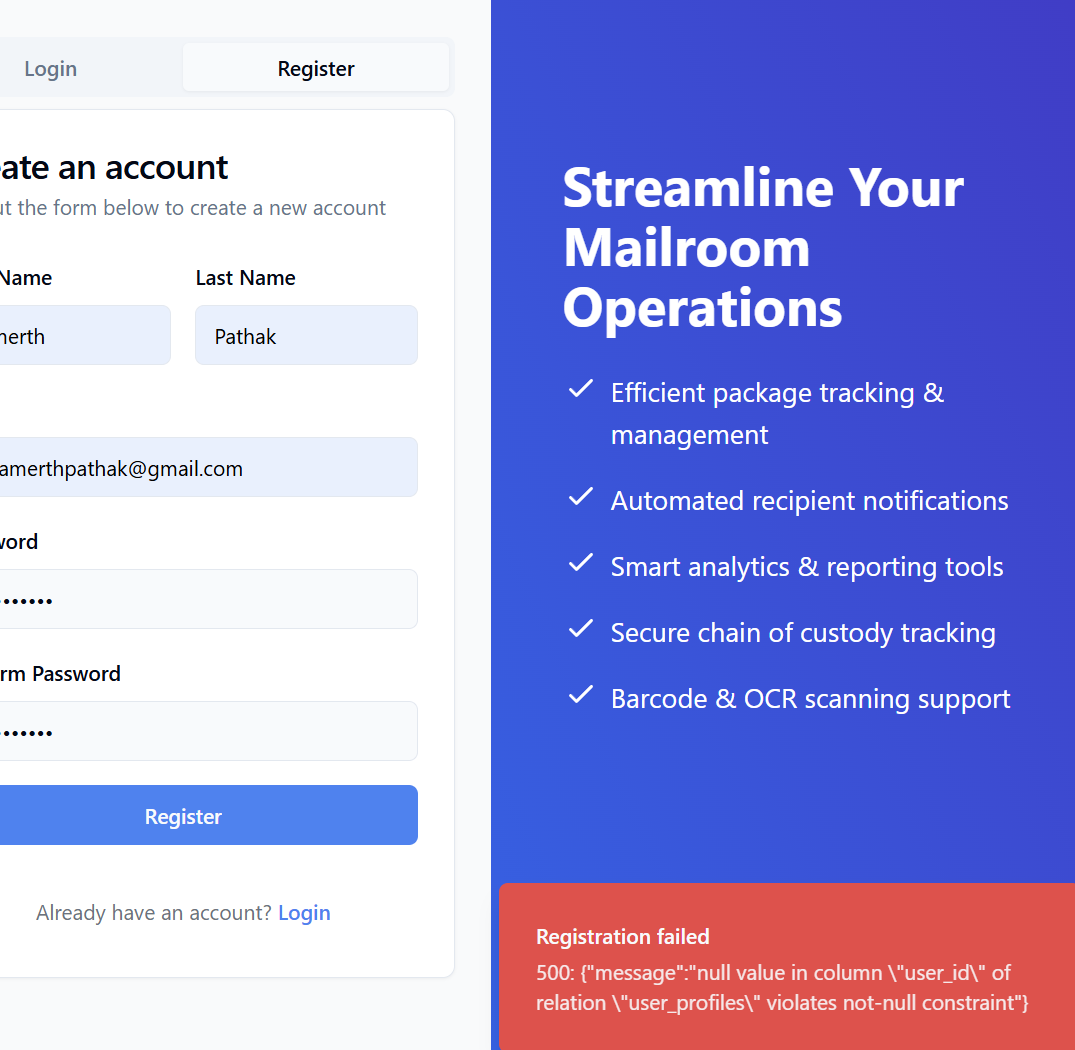 Login
Register
ate an account
ut the form below to create a new account
Name
Last Name
nerth
Pathak
amerthpathak@gmail.com
word
•••••••
rm Password
•••••••
Register
Already have an account? Login
Streamline Your
Mailroom
Operations
Efficient package tracking &
management
Automated recipient notifications
Smart analytics & reporting tools
Secure chain of custody tracking
Barcode & OCR scanning support
Registration failed
500: {"message":"null value in column \"user_id\" of
relation \"user_profiles\" violates not-null constraint"}